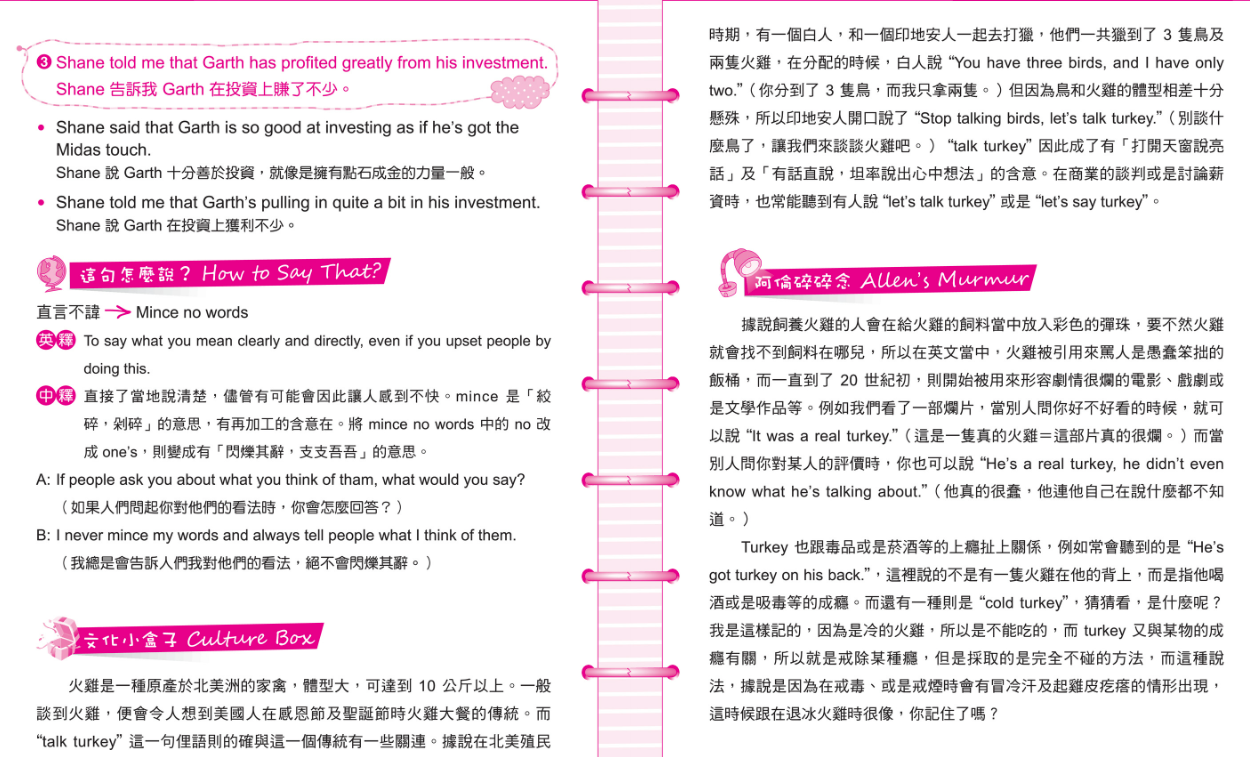 ❸ Shane told me that Garth has profited greatly from his investment.
Shane 告訴我 Garth 在投資上賺了不少。
• Shane said that Garth is so good at investing as if he’s got the
Midas touch.
Shane 說 Garth 十分善於投資，就像是擁有點石成金的力量一般。
• Shane told me that Garth’s pulling in quite a bit in his investment.
Shane 說 Garth 在投資上獲利不少。
這句怎麼說？ How to Say That?
直言不諱 → Mince no words
英釋 To say what you mean clearly and directly, even if you upset people by
doing this.
中釋 直接了當地說清楚，儘管有可能會因此讓人感到不快。mince 是「絞
碎，剁碎」的意思，有再加工的含意在。將 mince no words 中的 no 改
成 one’s，則變成有「閃爍其辭，支支吾吾」的意思。
A: If people ask you about what you think of tham, what would you say?
（如果人們問起你對他們的看法時，你會怎麼回答？）
B: I never mince my words and always tell people what I think of them.
（我總是會告訴人們我對他們的看法，絕不會閃爍其辭。）
文化小盒子 Culture Box
火雞是一種原產於北美洲的家禽，體型大，可達到 10 公斤以上。一般
談到火雞，便會令人想到美國人在感恩節及聖誕節時火雞大餐的傳統。而
“talk turkey” 這一句俚語則的確與這一個傳統有一些關連。據說在北美殖民
時期，有一個白人，和一個印地安人一起去打獵，他們一共獵到了 3 隻鳥及
兩隻火雞，在分配的時候，白人說 “You have three birds, and I have only
two.”（你分到了 3 隻鳥，而我只拿兩隻。）但因為鳥和火雞的體型相差十分
懸殊，所以印地安人開口說了 “Stop talking birds, let’s talk turkey.”（別談什
麼鳥了，讓我們來談談火雞吧。） “talk turkey” 因此成了有「打開天窗說亮
話」及「有話直說，坦率說出心中想法」的含意。在商業的談判或是討論薪
資時，也常能聽到有人說 “let’s talk turkey” 或是 “let’s say turkey”。
阿倫碎碎念 Allen’s Murmur
據說飼養火雞的人會在給火雞的飼料當中放入彩色的彈珠，要不然火雞
就會找不到飼料在哪兒，所以在英文當中，火雞被引用來罵人是愚蠢笨拙的
飯桶，而一直到了 20 世紀初，則開始被用來形容劇情很爛的電影、戲劇或
是文學作品等。例如我們看了一部爛片，當別人問你好不好看的時候，就可
以說 “It was a real turkey.”（這是一隻真的火雞＝這部片真的很爛。）而當
別人問你對某人的評價時，你也可以說 “He’s a real turkey, he didn’t even
know what he’s talking about.”（他真的很蠢，他連他自己在說什麼都不知
道。）
Turkey 也跟毒品或是菸酒等的上癮扯上關係，例如常會聽到的是 “He’s
got turkey on his back.”，這裡說的不是有一隻火雞在他的背上，而是指他喝
酒或是吸毒等的成癮。而還有一種則是 “cold turkey”，猜猜看，是什麼呢？
我是這樣記的，因為是冷的火雞，所以是不能吃的，而 turkey 又與某物的成
癮有關，所以就是戒除某種癮，但是採取的是完全不碰的方法，而這種說
法，據說是因為在戒毒、或是戒煙時會有冒冷汗及起雞皮疙瘩的情形出現，
這時候跟在退冰火雞時很像，你記住了嗎？